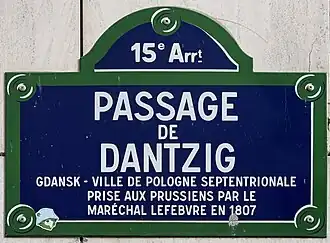 15e Arrt
PASSAGE
DE
DANTZIG
GDANSK - VILLE DE POLOGNE SEPTENTRIONALE
PRISE AUX PRUSSIENS PAR LE
MARÉCHAL LEFEBVRE EN 1807